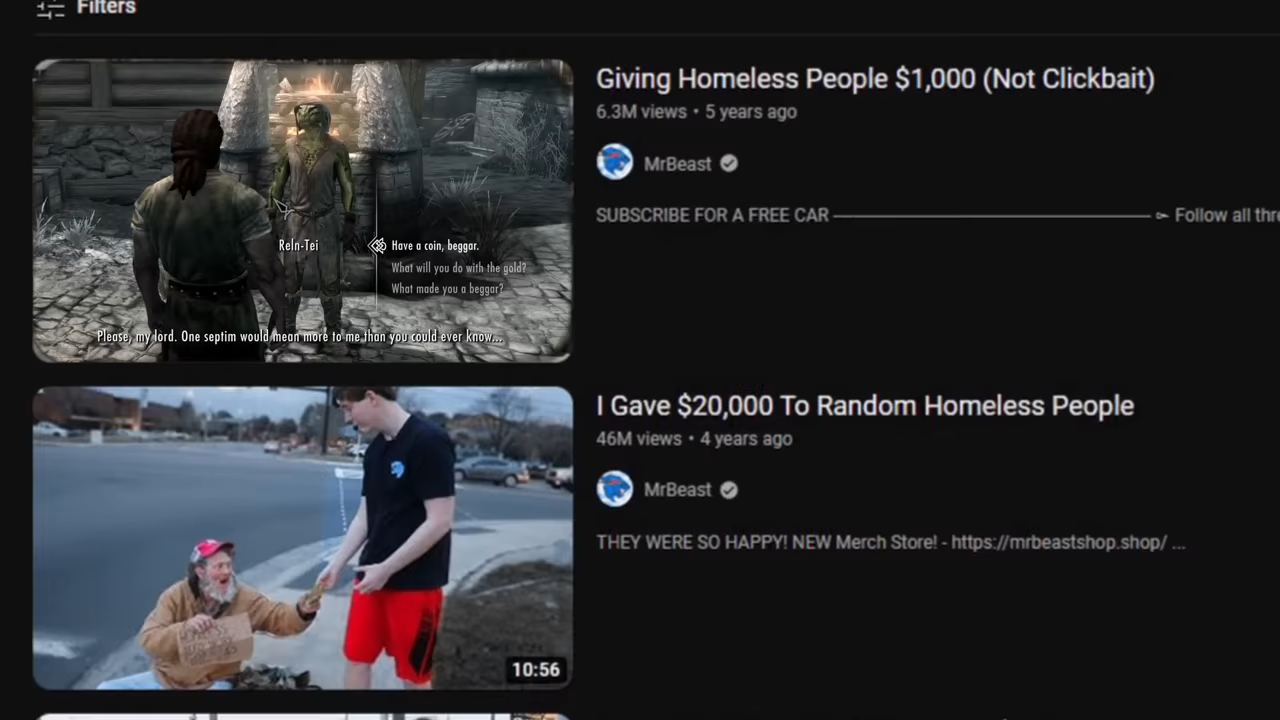 Filters
Giving Homeless People $1,000 (Not Clickbait)
6.3M views • 5 years ago
MrBeast
SUBSCRIBE FOR A FREE CAR ———————————— ► Follow all thre
Reln-Tei
Have a coin, beggar.
What will you do with the gold?
What made you a beggar?
Please, my lord. One septim would mean more to me than you could ever know...
I Gave $20,000 To Random Homeless People
46M views • 4 years ago
MrBeast
THEY WERE SO HAPPY! NEW Merch Store! - https://mrbeastshop.shop/ ...
10:56